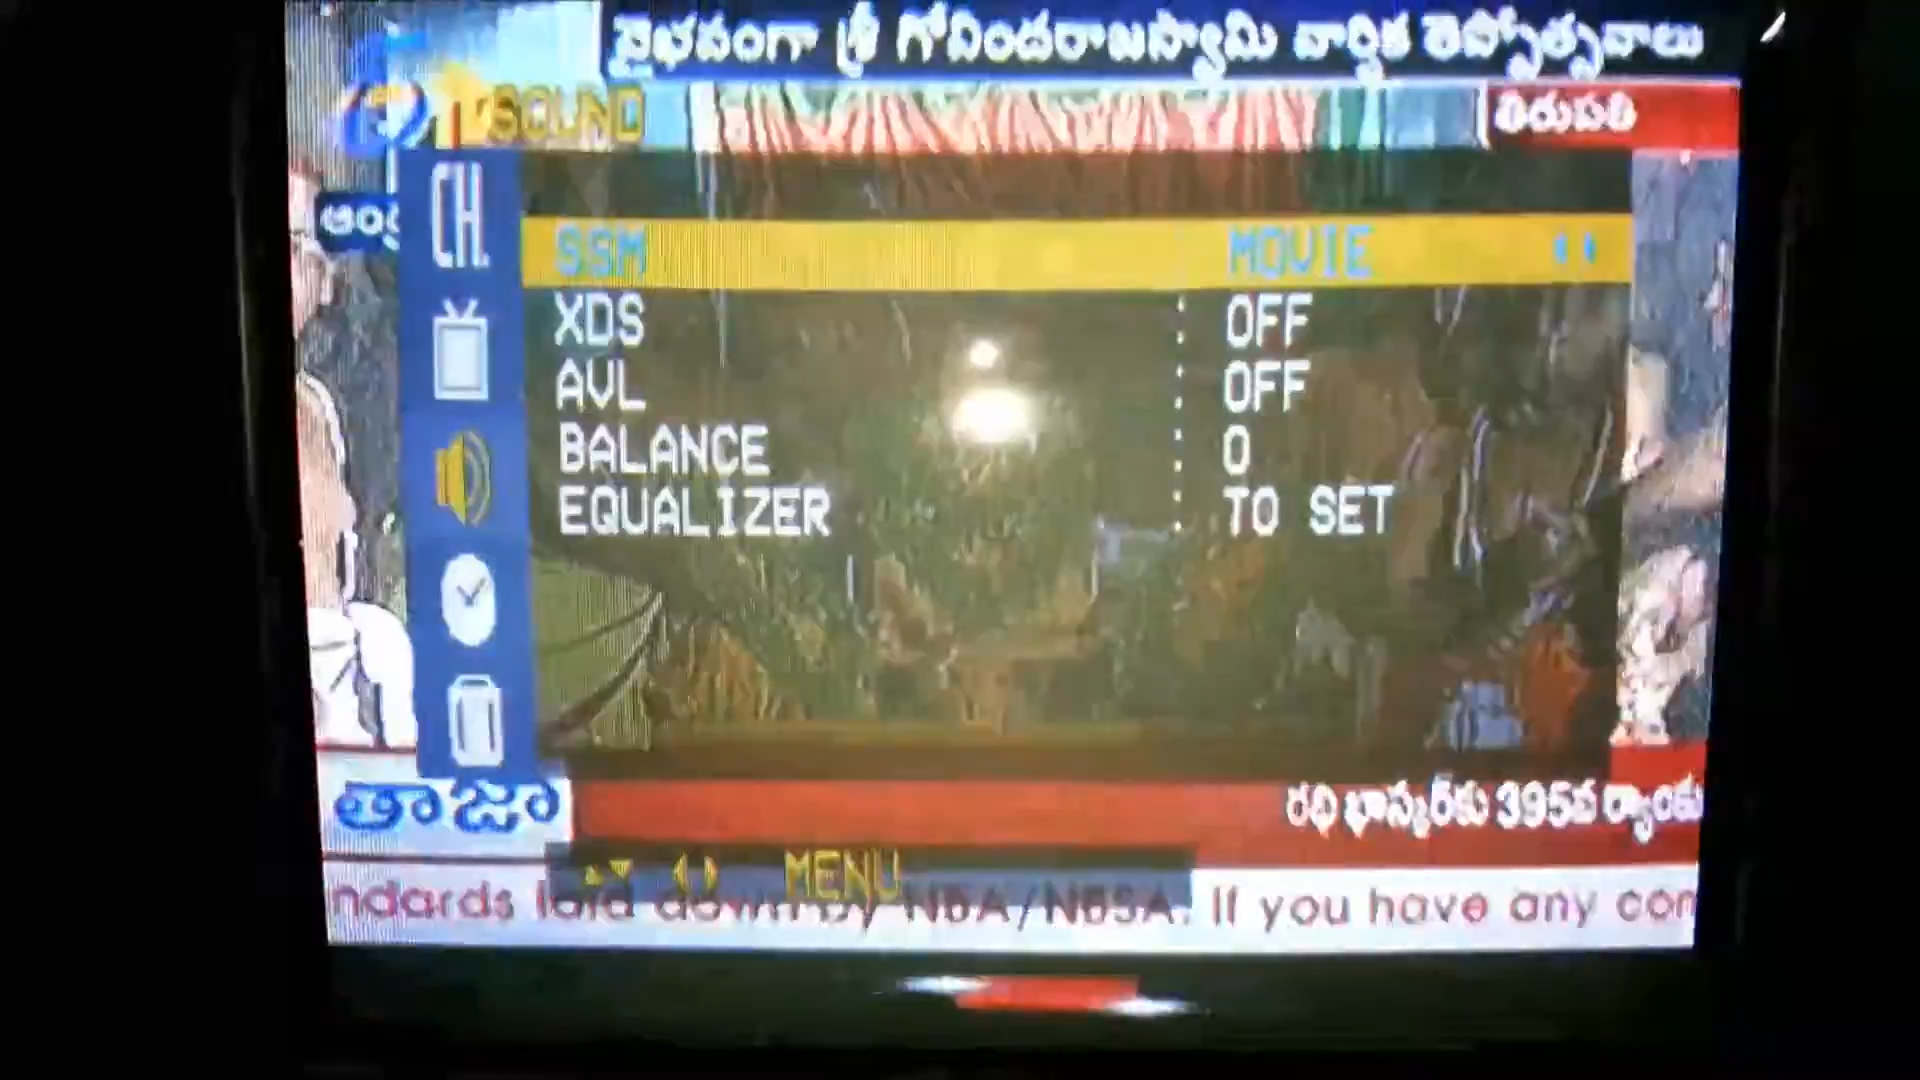 వైభవంగా శ్రీ గోవిందరాజస్వామి వార్షిక తెప్పోత్సవాలు
SOUND
తిరుపతి
CH.
ఆంధ్ర
SSM MOVIE
XDS : OFF
AVL : OFF
BALANCE : 0
EQUALIZER : TO SET
తాజా
రవి భాస్కర్‌కు 395వ ర్యాంకు
MENU
ndards laid down by NBA/NBSA. If you have any com